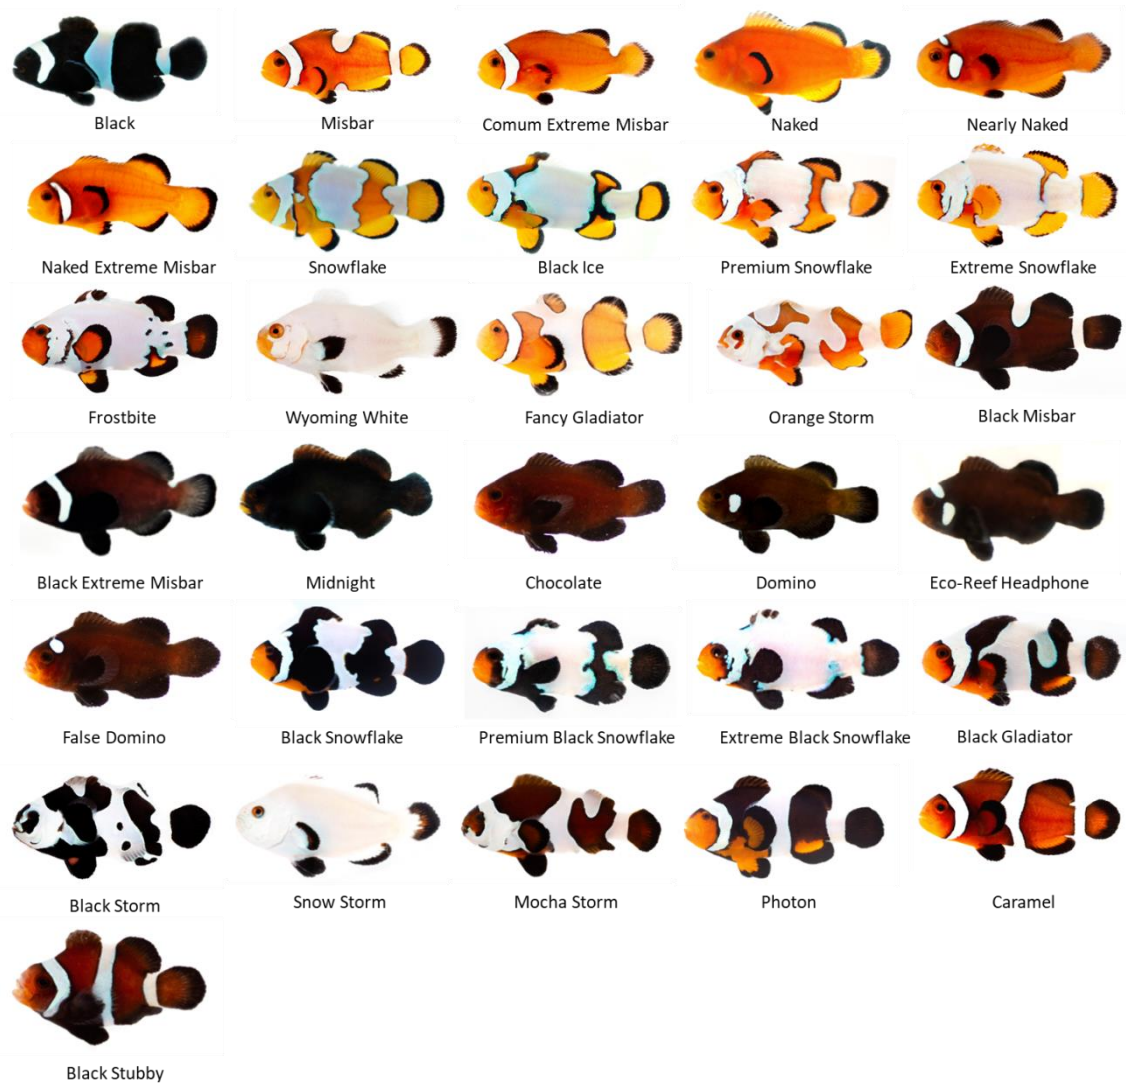 Black
Misbar
Comum Extreme Misbar
Naked
Nearly Naked
Naked Extreme Misbar
Snowflake
Black Ice
Premium Snowflake
Extreme Snowflake
Frostbite
Wyoming White
Fancy Gladiator
Orange Storm
Black Misbar
Black Extreme Misbar
Midnight
Chocolate
Domino
Eco-Reef Headphone
False Domino
Black Snowflake
Premium Black Snowflake
Extreme Black Snowflake
Black Gladiator
Black Storm
Snow Storm
Mocha Storm
Photon
Caramel
Black Stubby